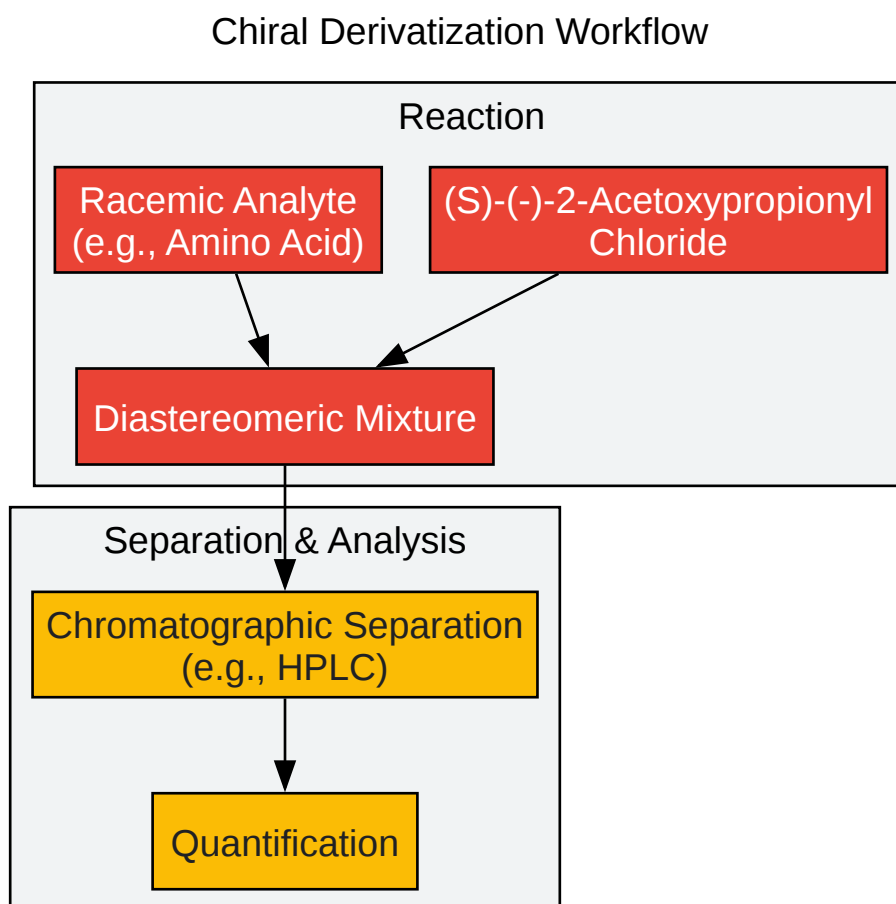 Chiral Derivatization Workflow
Reaction
Racemic Analyte
(e.g., Amino Acid)
(S)-(-)-2-Acetoxypropionyl
Chloride
Diastereomeric Mixture
Separation & Analysis
Chromatographic Separation
(e.g., HPLC)
Quantification